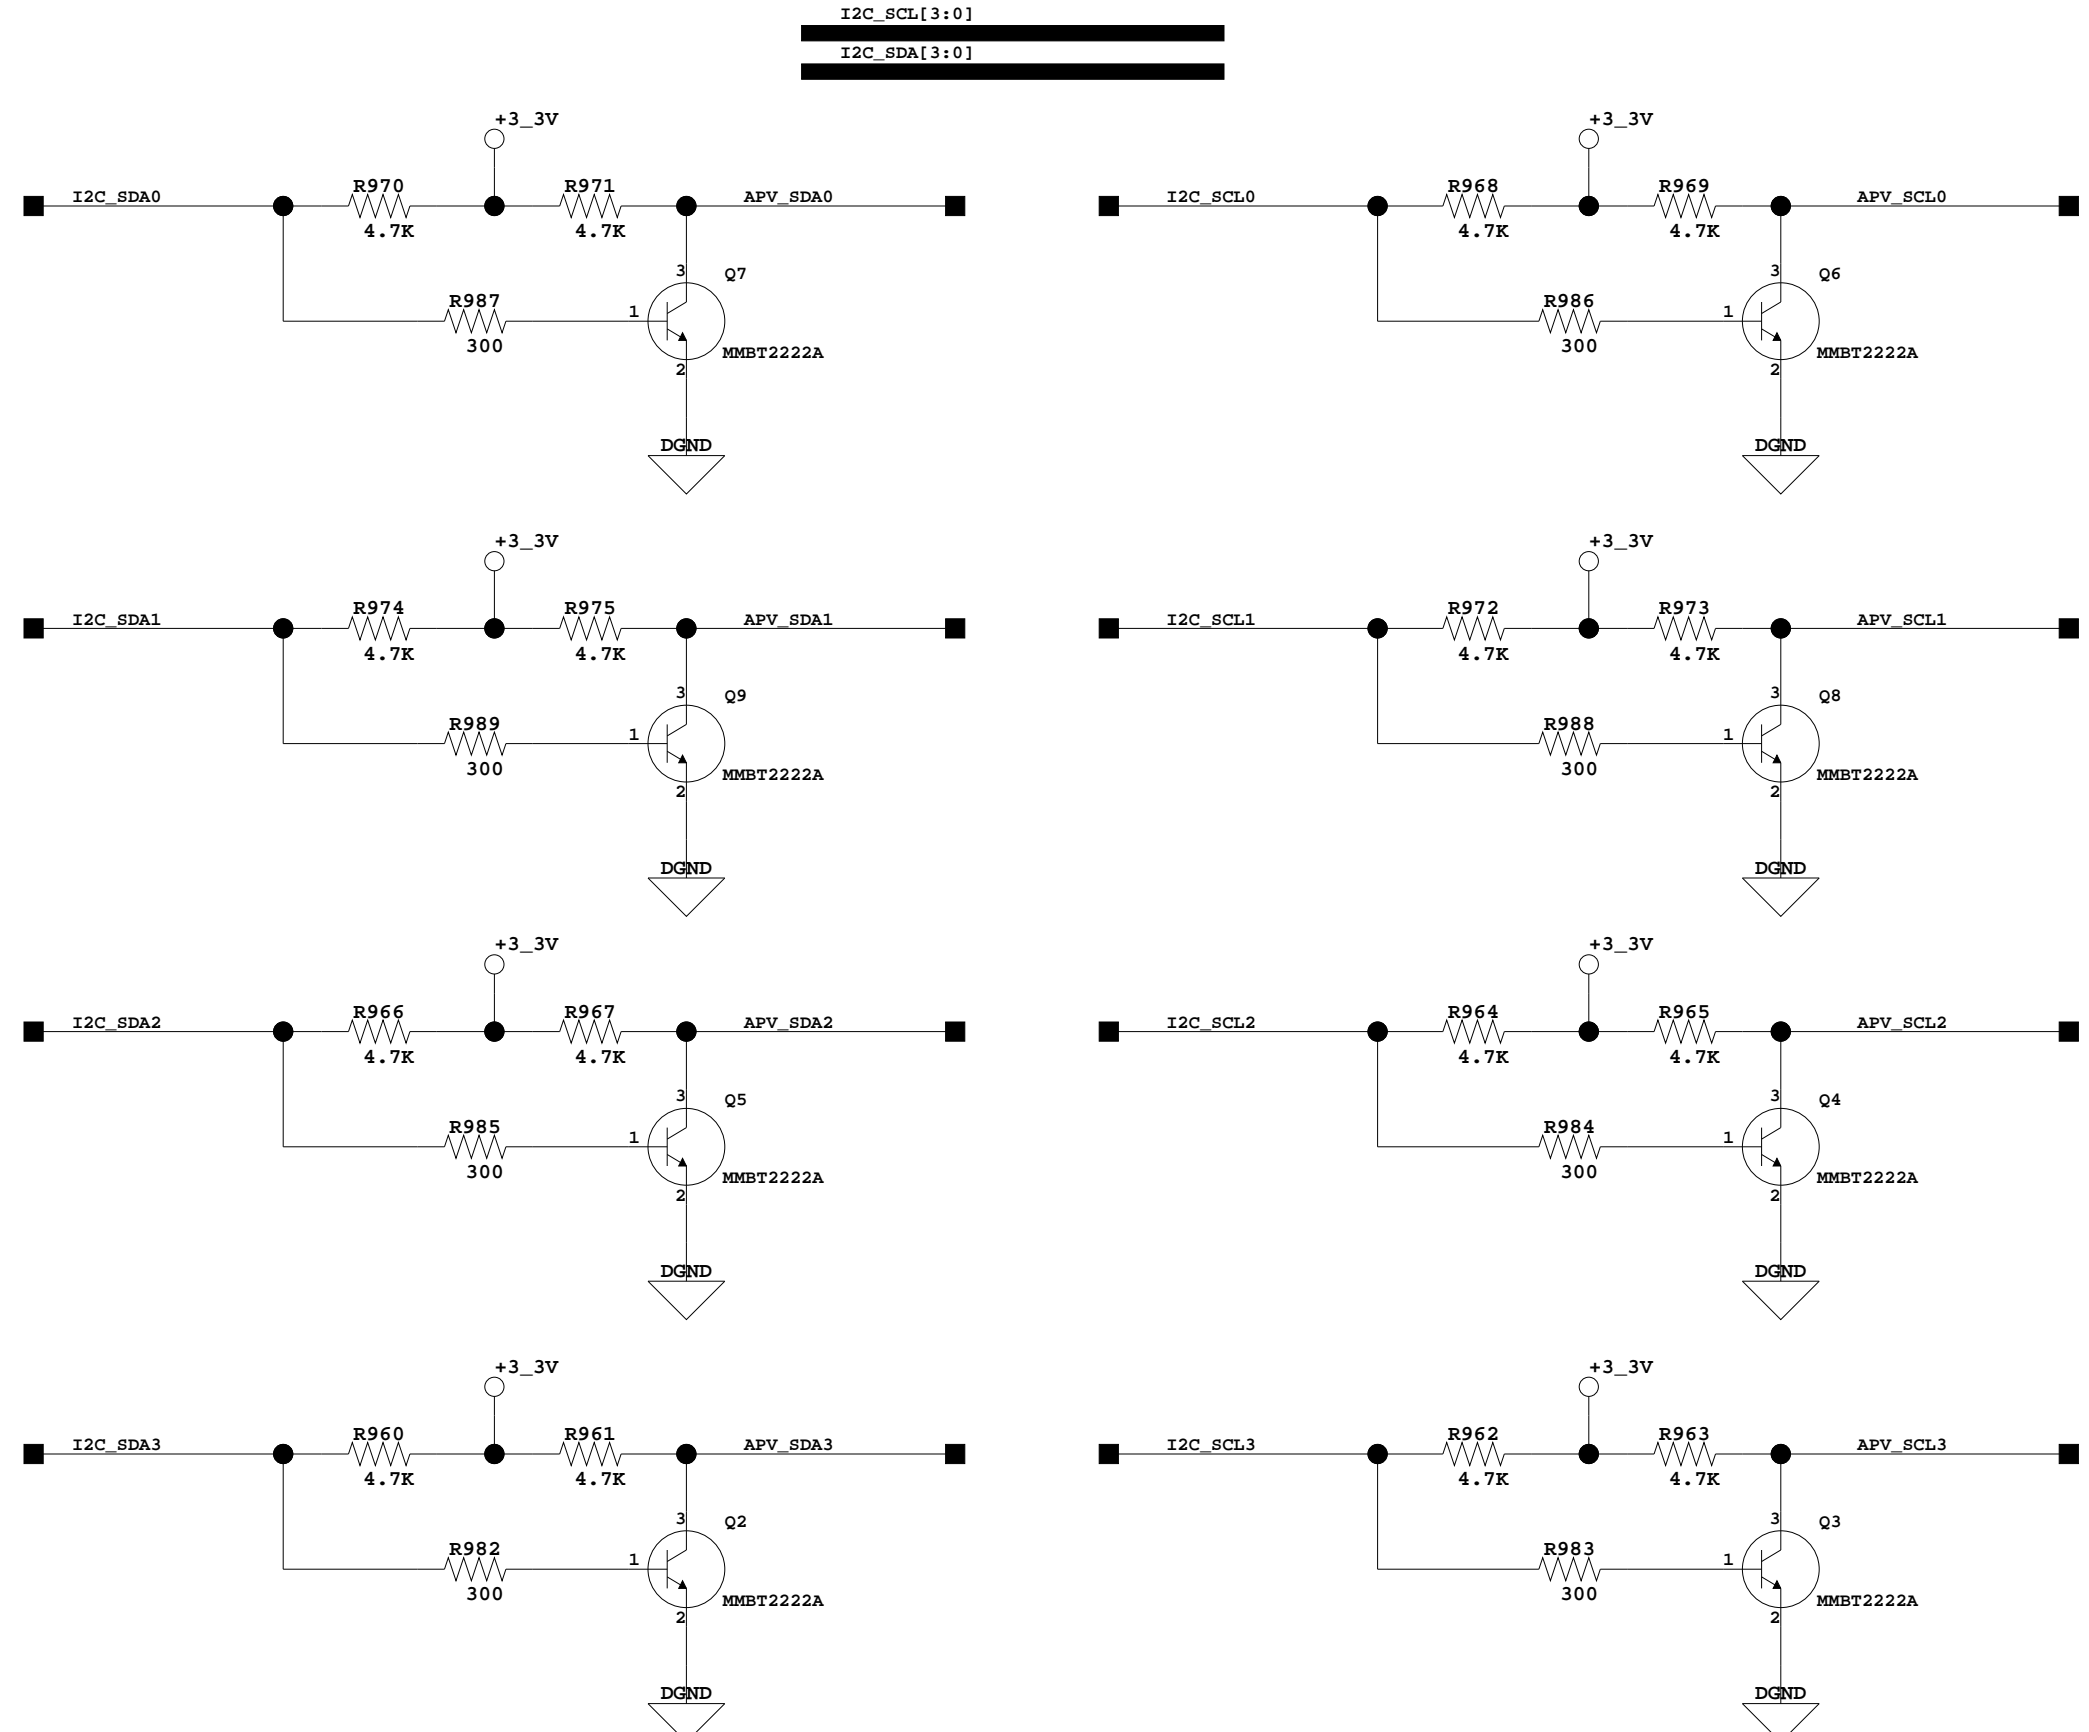 I2C_SCL[3:0]
I2C_SDA[3:0]
+3_3V
+3_3V
I2C_SDA0 R970 R971 APV_SDA0
I2C_SCL0 R968 R969 APV_SCL0
4.7K 4.7K
4.7K 4.7K
3 Q7
3 Q6
R987 1
R986 1
300 MMBT2222A
300 MMBT2222A
2
2
DGND
DGND
+3_3V
+3_3V
I2C_SDA1 R974 R975 APV_SDA1
I2C_SCL1 R972 R973 APV_SCL1
4.7K 4.7K
4.7K 4.7K
3 Q9
3 Q8
R989 1
R988 1
300 MMBT2222A
300 MMBT2222A
2
2
DGND
DGND
+3_3V
+3_3V
I2C_SDA2 R966 R967 APV_SDA2
I2C_SCL2 R964 R965 APV_SCL2
4.7K 4.7K
4.7K 4.7K
3 Q5
3 Q4
R985 1
R984 1
300 MMBT2222A
300 MMBT2222A
2
2
DGND
DGND
+3_3V
+3_3V
I2C_SDA3 R960 R961 APV_SDA3
I2C_SCL3 R962 R963 APV_SCL3
4.7K 4.7K
4.7K 4.7K
3 Q2
3 Q3
R982 1
R983 1
300 MMBT2222A
300 MMBT2222A
2
2
DGND
DGND